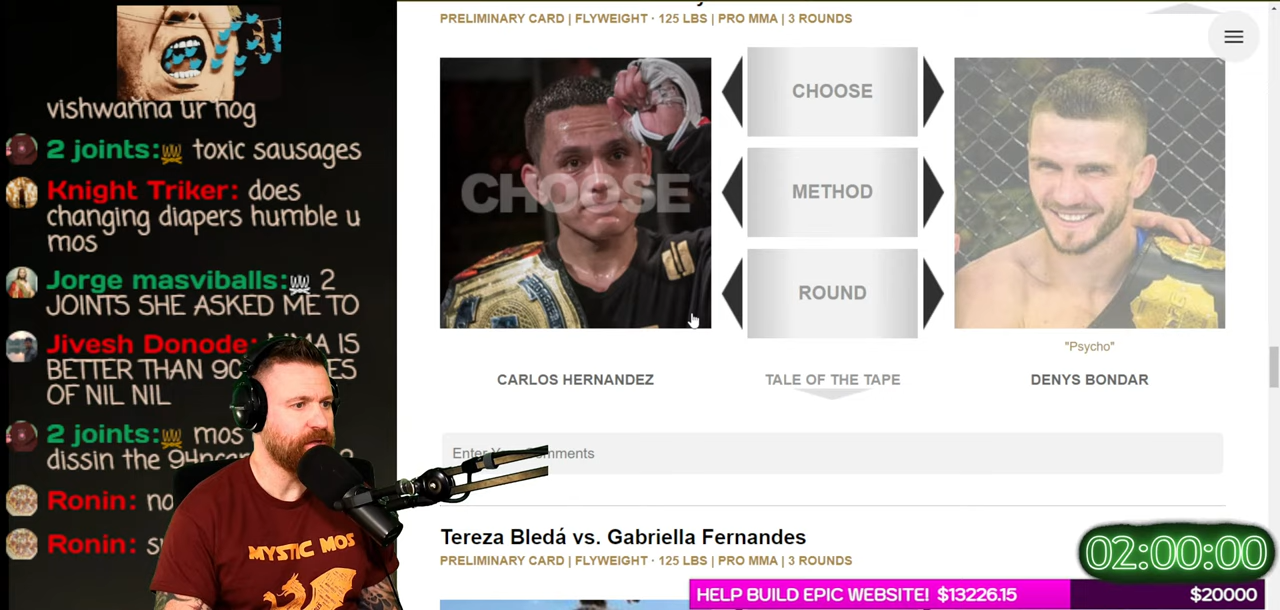 vishwanna ur hog
2 joints: toxic sausages
Knight Triker: does
changing diapers humble u
mos
Jorge masviballs: 2
JOINTS SHE ASKED ME TO
Jivesh Donode: MMA IS
BETTER THAN 90
OF NIL NIL
2 joints: mos
dissin the
Ronin:
Ronin:
MYSTIC MOS
PRELIMINARY CARD | FLYWEIGHT · 125 LBS | PRO MMA | 3 ROUNDS
CHOOSE
CHOOSE
METHOD
ROUND
"Psycho"
CARLOS HERNANDEZ
TALE OF THE TAPE
DENYS BONDAR
Enter Comments
Tereza Bledá vs. Gabriella Fernandes
PRELIMINARY CARD | FLYWEIGHT · 125 LBS | PRO MMA | 3 ROUNDS
02:00:00
HELP BUILD EPIC WEBSITE! $13226.15
$20000